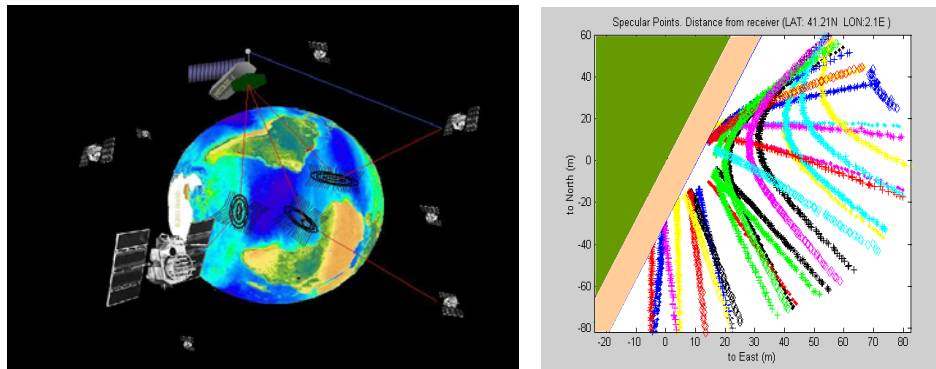 Specular Points. Distance from receiver (LAT: 41.21N LON:2.1E )
60
40
20
0
-20
-40
-60
-80
to North (m)
-20 -10 0 10 20 30 40 50 60 70 80
to East (m)